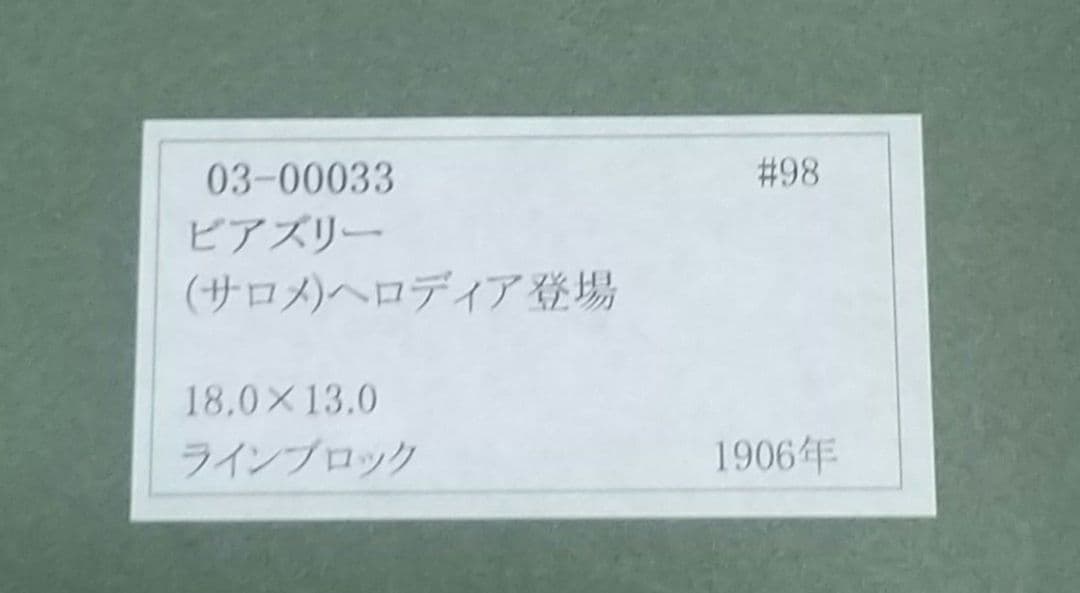 03-00033 #98
ビアズリー
(サロメ)ヘロディア登場
18.0×13.0
ラインブロック 1906年